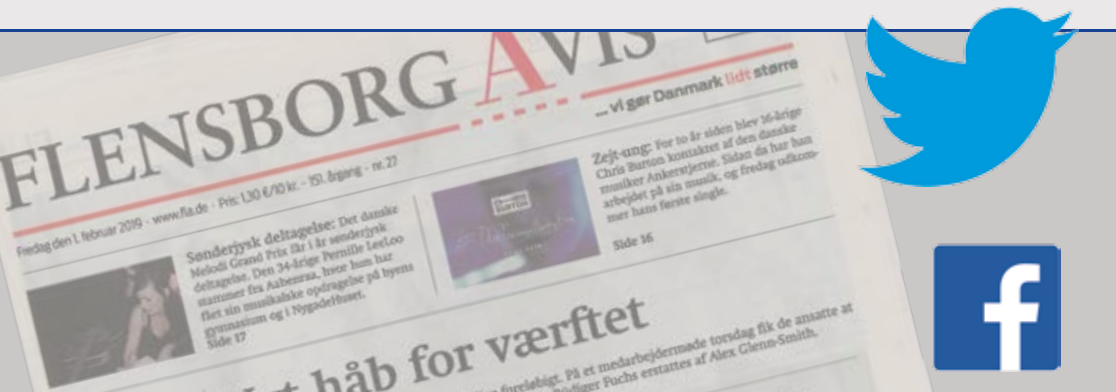 FLENSBORG AVIS
... vi gør Danmark lidt større
Fredag den 1. februar 2019 - www.fla.de - Pris: 1,30 €/10 kr. - 151. årgang - nr. 27
Sønderjysk deltagelse: Det danske
Melodi Grand Prix får i år sønderjysk
deltagelse. Den 34-årige Pernille LeeLoo
stammer fra Aabenraa, hvor hun har
fået sin musikalske opdragelse på byens
gymnasium og i Nygadehuset.
Side 17
Zejt-ung: For to år siden blev 16-årige
Chris Burton kontaktet af den danske
musiker Ankerstjerne. Sidan da har han
arbejdet på sin musik, og fredag udkom-
mer hans første single.
Side 16
håb for værftet
foreløbigt. På et medarbejdermøde torsdag fik de ansatte at
Rüdiger Fuchs erstattes af Alex Glenn-Smith.
f